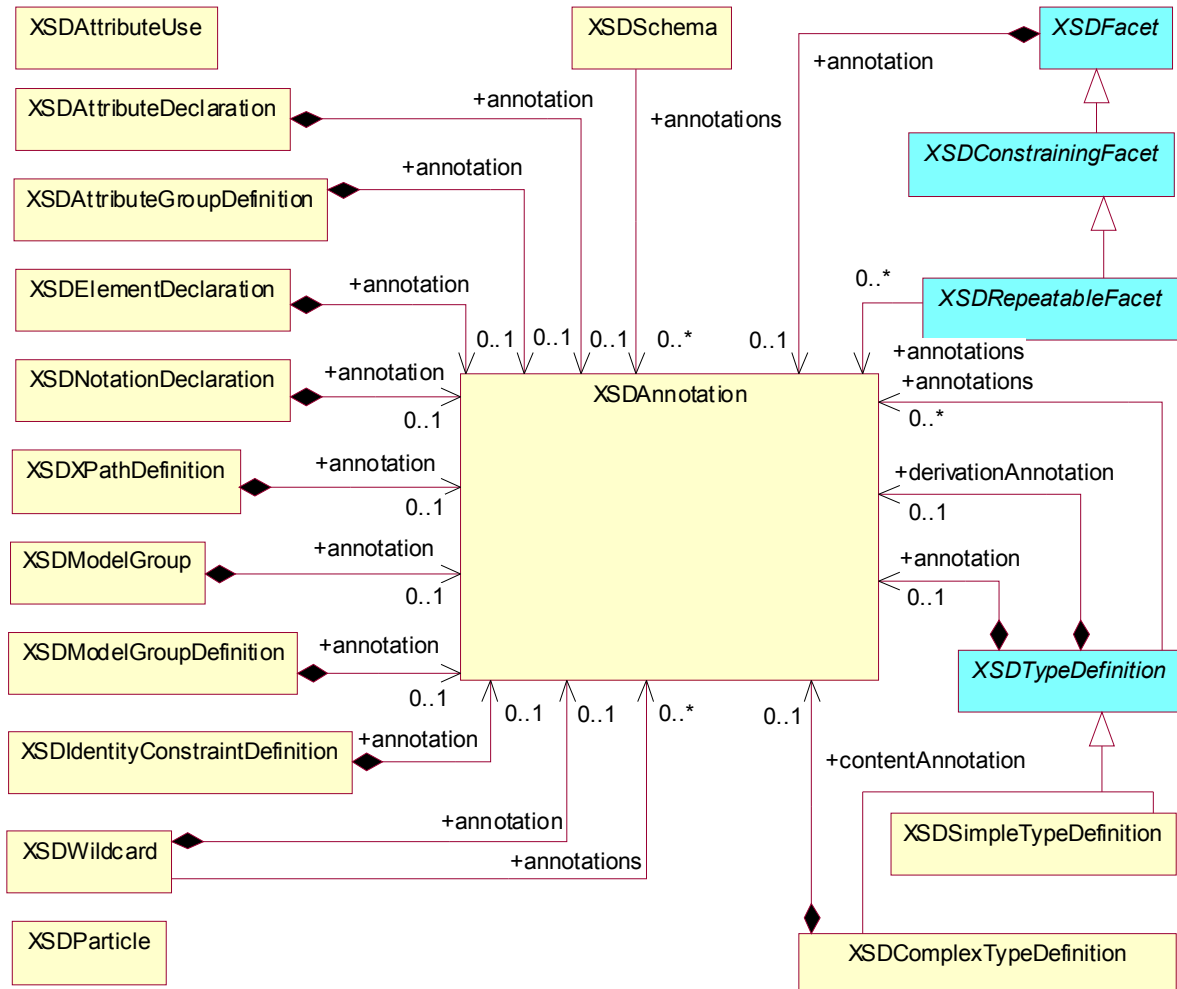 XSDAttributeUse
XSDSchema
XSDFacet
+annotation
XSDAttributeDeclaration
+annotation
+annotations
XSDConstrainingFacet
XSDAttributeGroupDefinition
+annotation
XSDElementDeclaration
+annotation
0..*
XSDRepeatableFacet
0..1
0..1
0..1
0..*
0..1
+annotations
XSDNotationDeclaration
+annotation
0..1
XSDAnnotation
+annotations
0..*
XSDXPathDefinition
+annotation
0..1
+derivationAnnotation
0..1
XSDModelGroup
+annotation
0..1
+annotation
0..1
XSDModelGroupDefinition
+annotation
0..1
XSDTypeDefinition
0..1
0..1
0..*
0..1
XSDIdentityConstraintDefinition
+annotation
+contentAnnotation
XSDWildcard
+annotation
+annotations
XSDSimpleTypeDefinition
XSDParticle
XSDComplexTypeDefinition